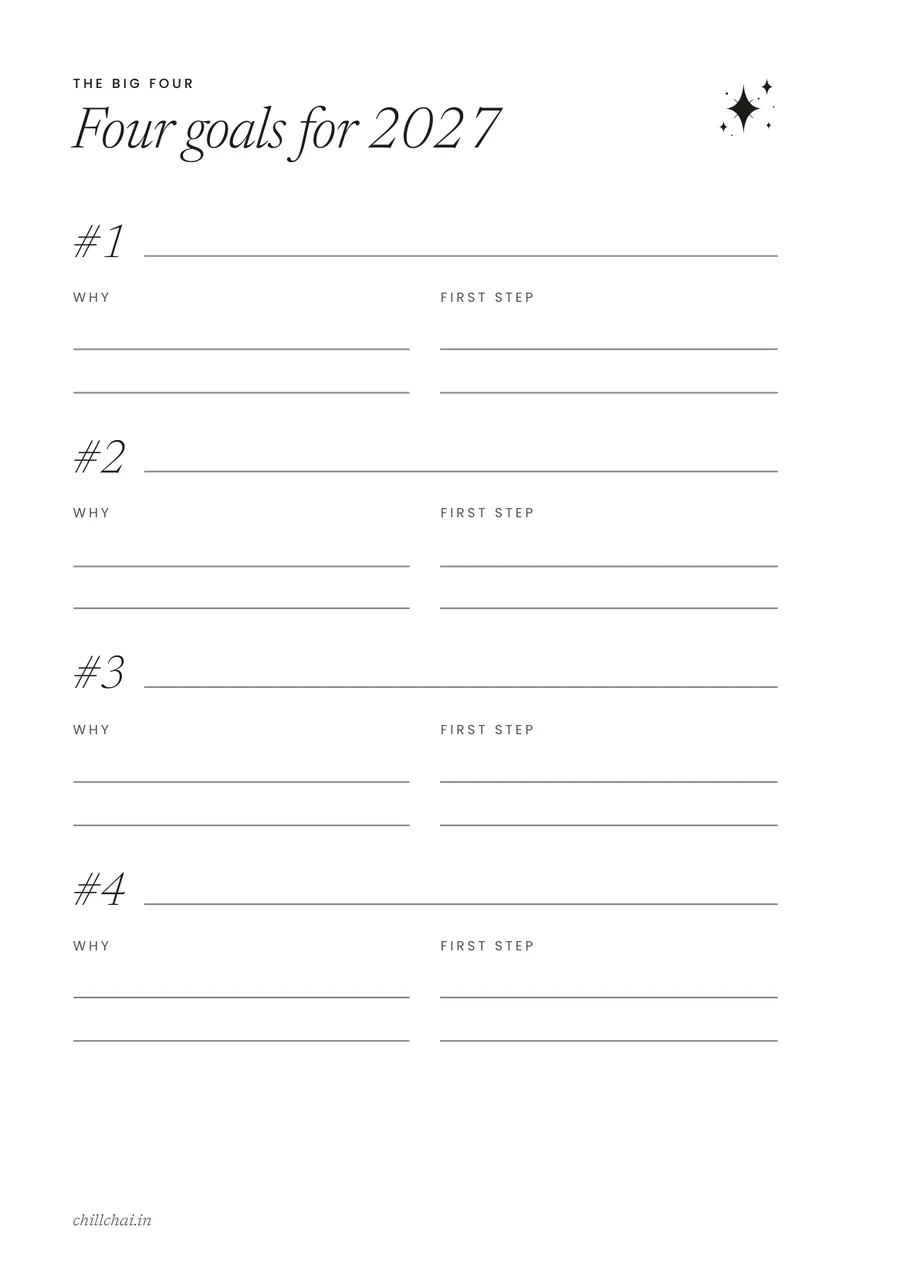 THE BIG FOUR
Four goals for 2027
#1
WHY FIRST STEP
#2
WHY FIRST STEP
#3
WHY FIRST STEP
#4
WHY FIRST STEP
chillchai.in